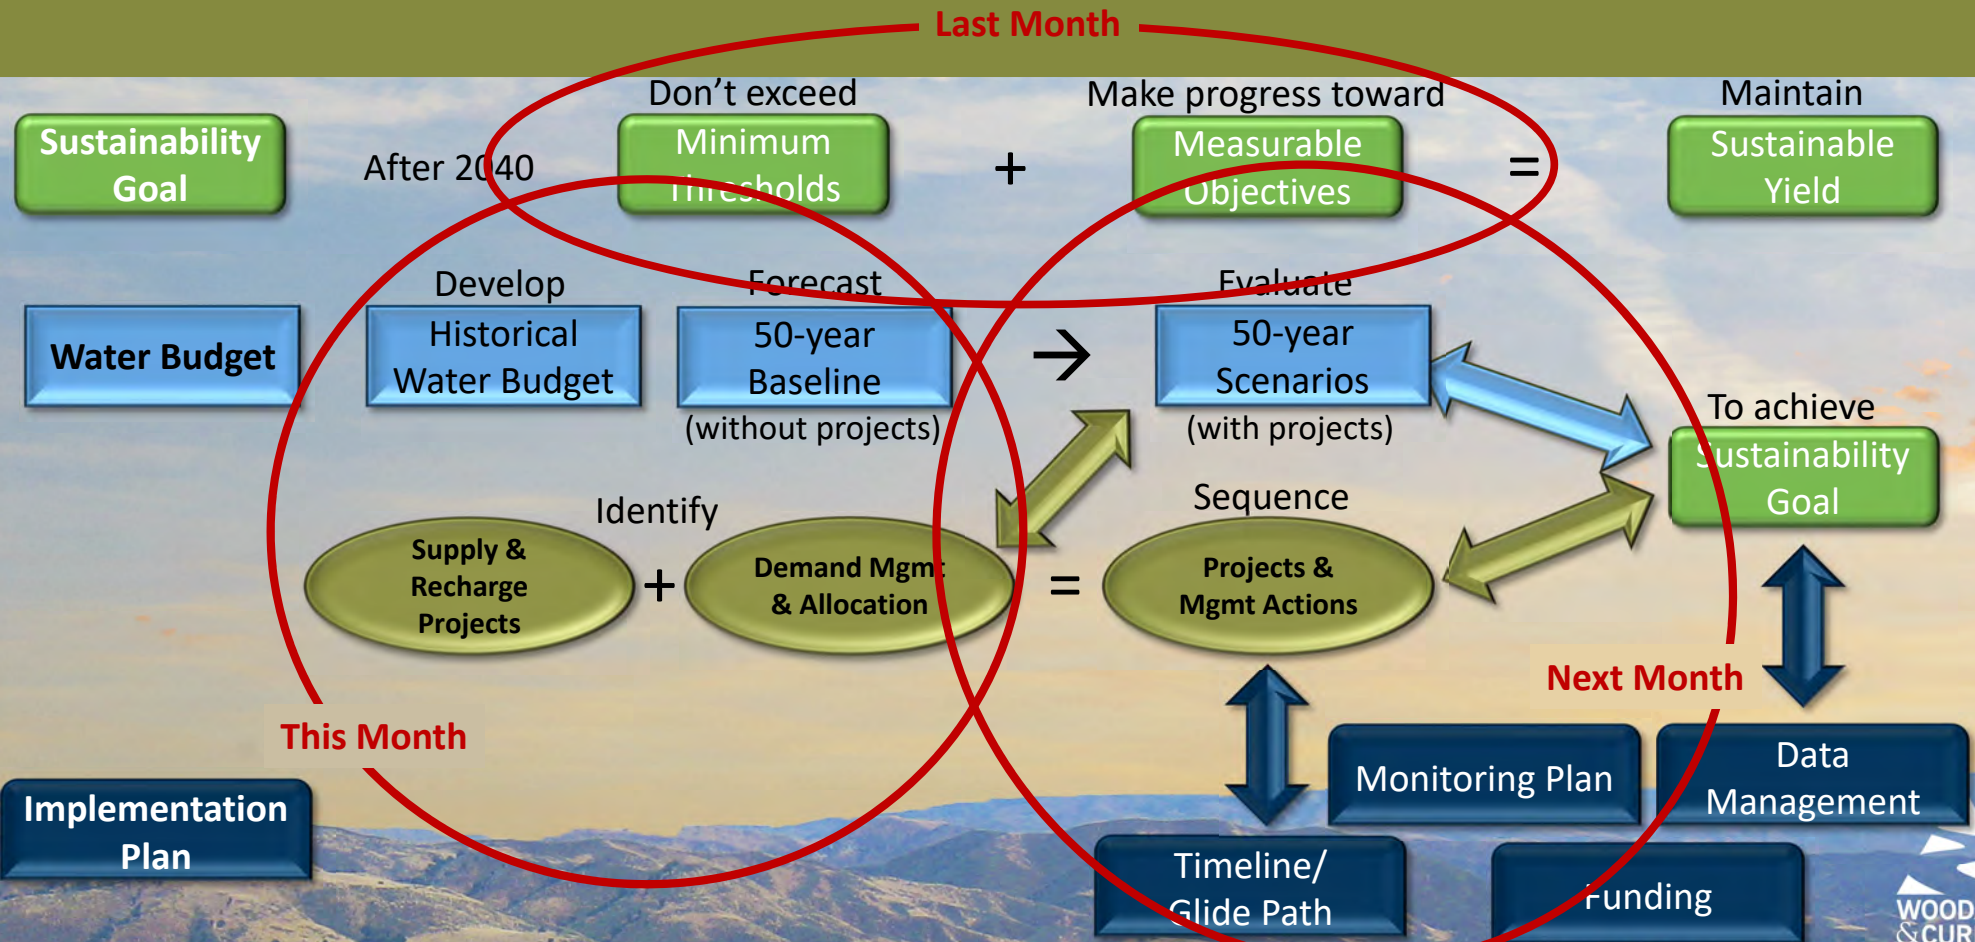 Last Month
Don't exceed
Make progress toward
Maintain
Sustainability
Goal
After 2040
Minimum
Thresholds
+
Measurable
Objectives
=
Sustainable
Yield
Develop
Forecast
Evaluate
Water Budget
Historical
Water Budget
50-year
Baseline
(without projects)
→
50-year
Scenarios
(with projects)
To achieve
Sustainability
Goal
Identify
Sequence
Supply &
Recharge
Projects
+
Demand Mgmt
& Allocation
=
Projects &
Mgmt Actions
This Month
Next Month
Implementation
Plan
Monitoring Plan
Data
Management
Timeline/
Glide Path
Funding
WOOD
&CUR